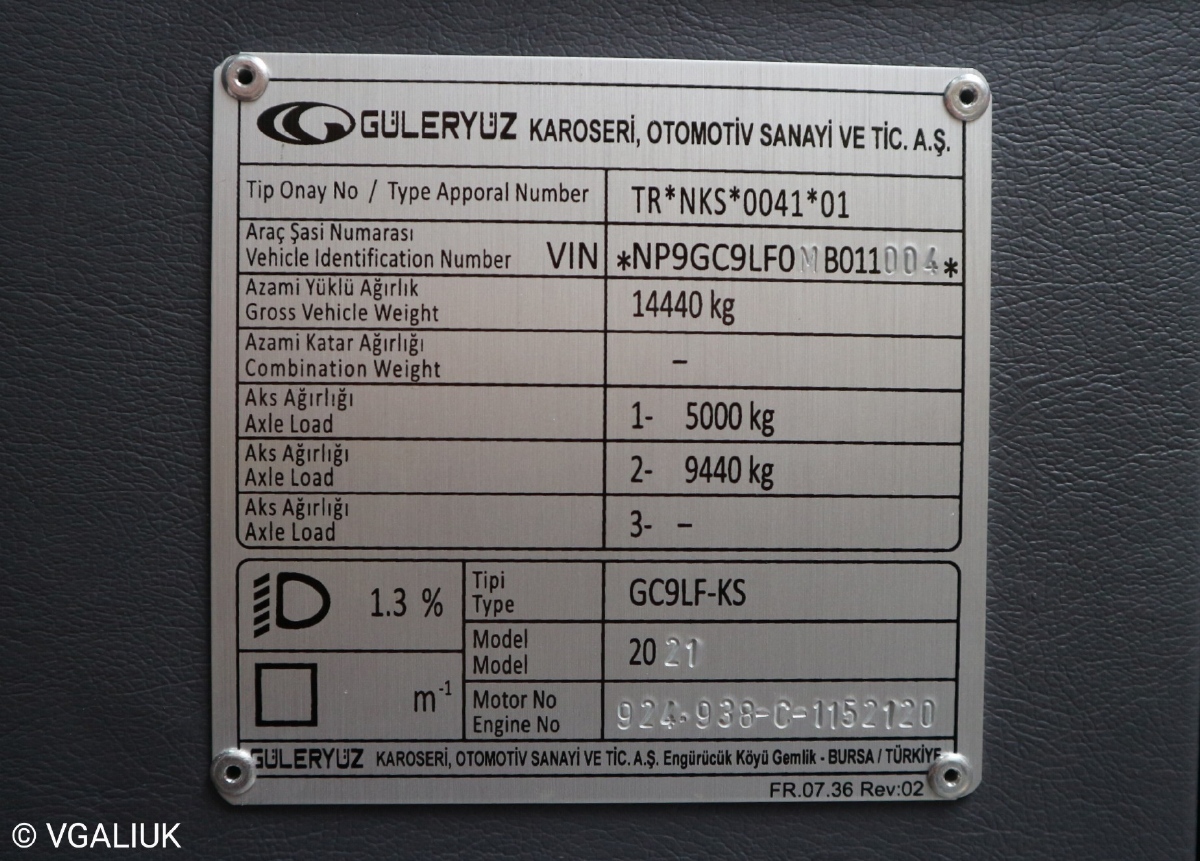 GÜLERYÜZ KAROSERİ, OTOMOTİV SANAYİ VE TİC. A.Ş.
Tip Onay No / Type Apporal Number TR*NKS*0041*01
Araç Şasi Numarası
Vehicle Identification Number VIN *NP9GC9LF0MB011004*
Azami Yüklü Ağırlık
Gross Vehicle Weight 14440 kg
Azami Katar Ağırlığı
Combination Weight –
Aks Ağırlığı
Axle Load 1- 5000 kg
Aks Ağırlığı
Axle Load 2- 9440 kg
Aks Ağırlığı
Axle Load 3- –
1.3 %
Tipi
Type GC9LF-KS
Model
Model 2021
m-1
Motor No
Engine No 924.938-C-1152120
GÜLERYÜZ KAROSERİ, OTOMOTİV SANAYİ VE TİC. A.Ş. Engürücük Köyü Gemlik - BURSA / TÜRKİYE
FR.07.36 Rev:02
© VGALIUK